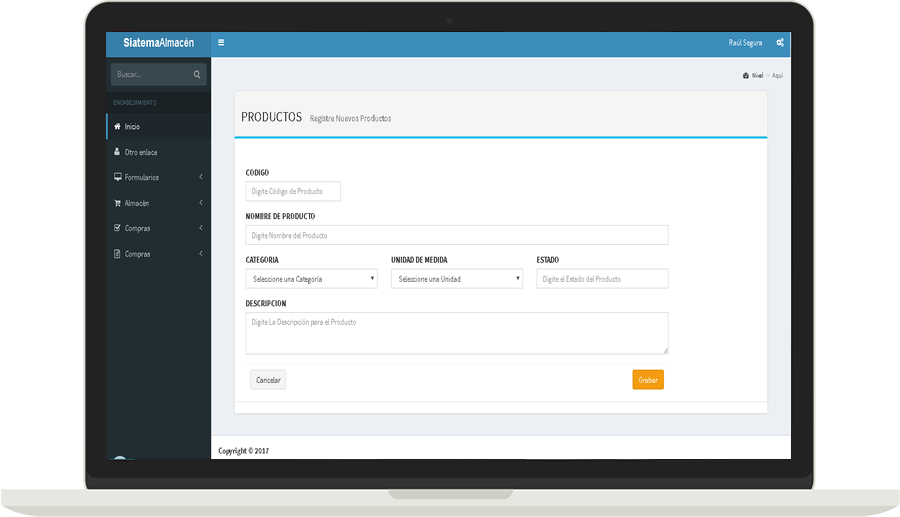 SiatemaAlmacén
Raúl Segura
Buscar...
Nivel > Aquí
ENCABEZAMIENTO
PRODUCTOS Registre Nuevos Productos
Inicio
Otro enlace
Formularios
Almacén
Compras
Compras
CODIGO
Digite Código de Producto
NOMBRE DE PRODUCTO
Digite Nombre del Producto
CATEGORIA UNIDAD DE MEDIDA ESTADO
Seleccione una Categoría Seleccione una Unidad Digite el Estado del Producto
DESCRIPCION
Digite La Descripción para el Producto
Cancelar Grabar
Copyright © 2017